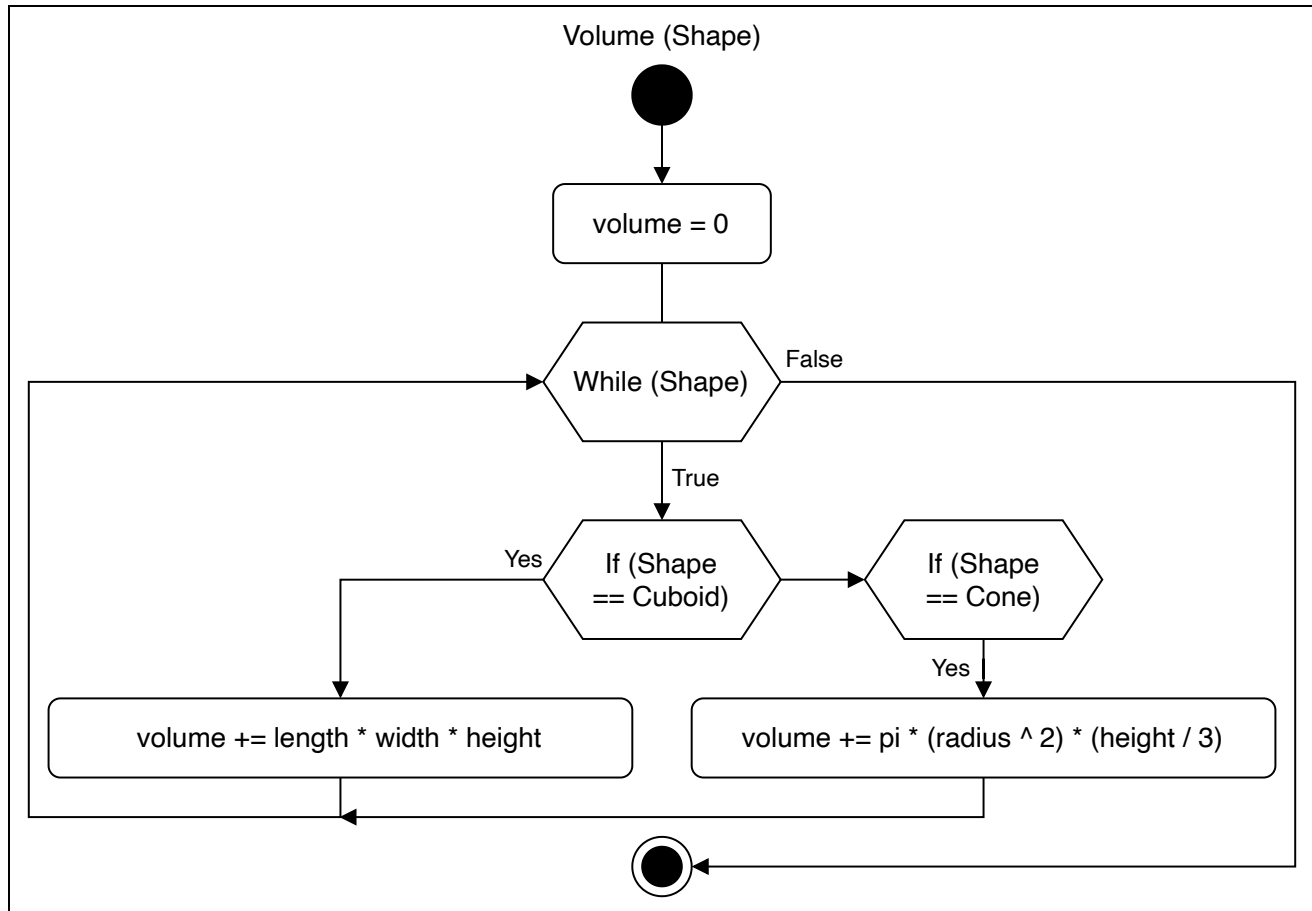 Volume (Shape)
volume = 0
While (Shape)
False
True
Yes
If (Shape
== Cuboid)
If (Shape
== Cone)
Yes
volume += length * width * height
volume += pi * (radius ^ 2) * (height / 3)